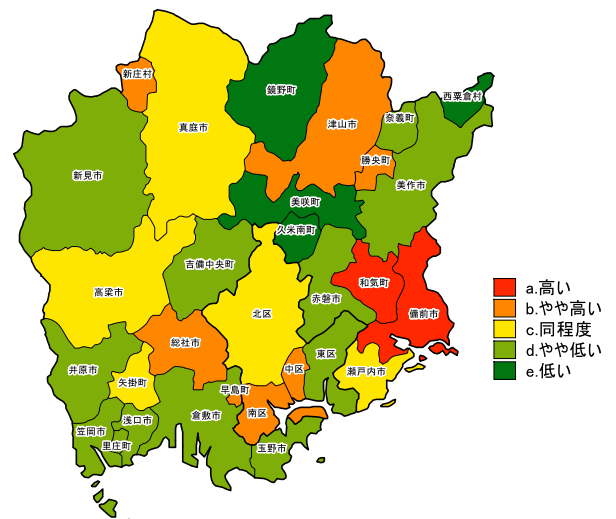 新庄村
鏡野町
西粟倉村
奈義町
津山市
真庭市
勝央町
新見市
美作市
美咲町
久米南町
吉備中央町
和気町
高梁市
赤磐市
北区
備前市
総社市
東区
中区
瀬戸内市
井原市
矢掛町
早島町
南区
倉敷市
浅口市
笠岡市
里庄町
玉野市
a.高い
b.やや高い
c.同程度
d.やや低い
e.低い